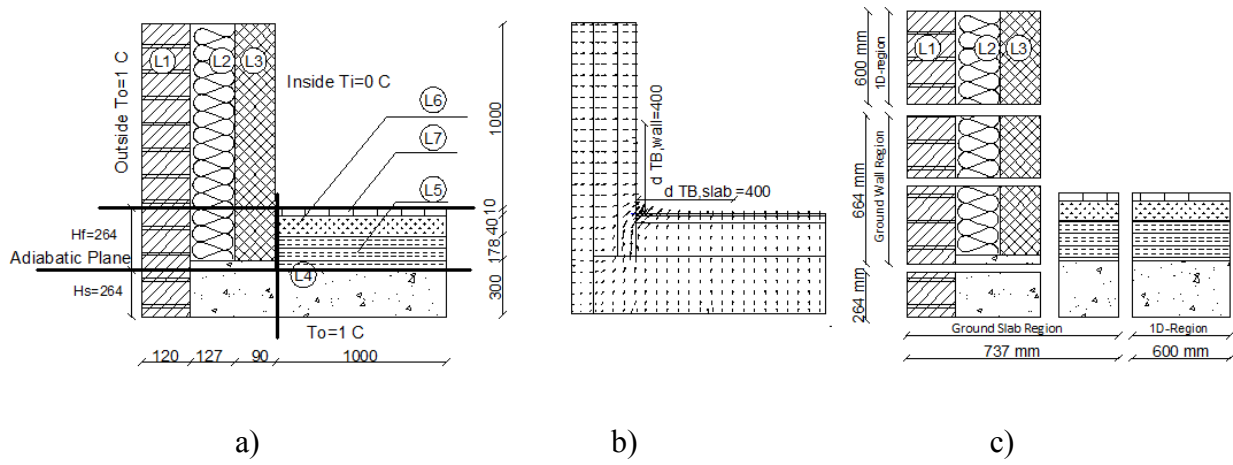 Outside To=1 C
L1
L2
L3
Inside Ti=0 C
L6
L7
L5
L4
1000
10
40
178
300
Hf=264
Adiabatic Plane
Hs=264
To=1 C
120
127
90
1000
a)
d TB,wall=400
d TB,slab=400
b)
600 mm
1D-region
L1
L2
L3
664 mm
Ground Wall Region
264 mm
Ground Slab Region
1D-Region
737 mm
600 mm
c)